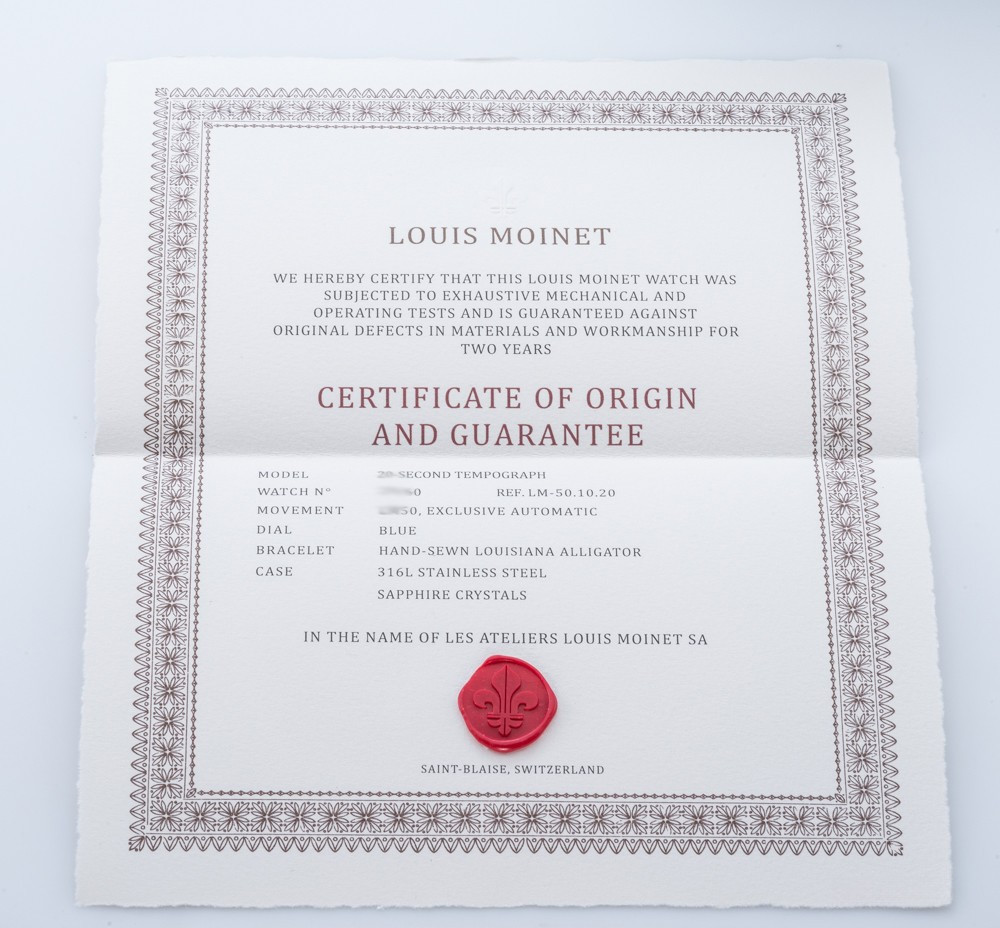 LOUIS MOINET
WE HEREBY CERTIFY THAT THIS LOUIS MOINET WATCH WAS
SUBJECTED TO EXHAUSTIVE MECHANICAL AND
OPERATING TESTS AND IS GUARANTEED AGAINST
ORIGINAL DEFECTS IN MATERIALS AND WORKMANSHIP FOR
TWO YEARS
CERTIFICATE OF ORIGIN
AND GUARANTEE
MODEL 20-SECOND TEMPOGRAPH
WATCH N° REF. LM-50.10.20
MOVEMENT EXCLUSIVE AUTOMATIC
DIAL BLUE
BRACELET HAND-SEWN LOUISIANA ALLIGATOR
CASE 316L STAINLESS STEEL
SAPPHIRE CRYSTALS
IN THE NAME OF LES ATELIERS LOUIS MOINET SA
SAINT-BLAISE, SWITZERLAND